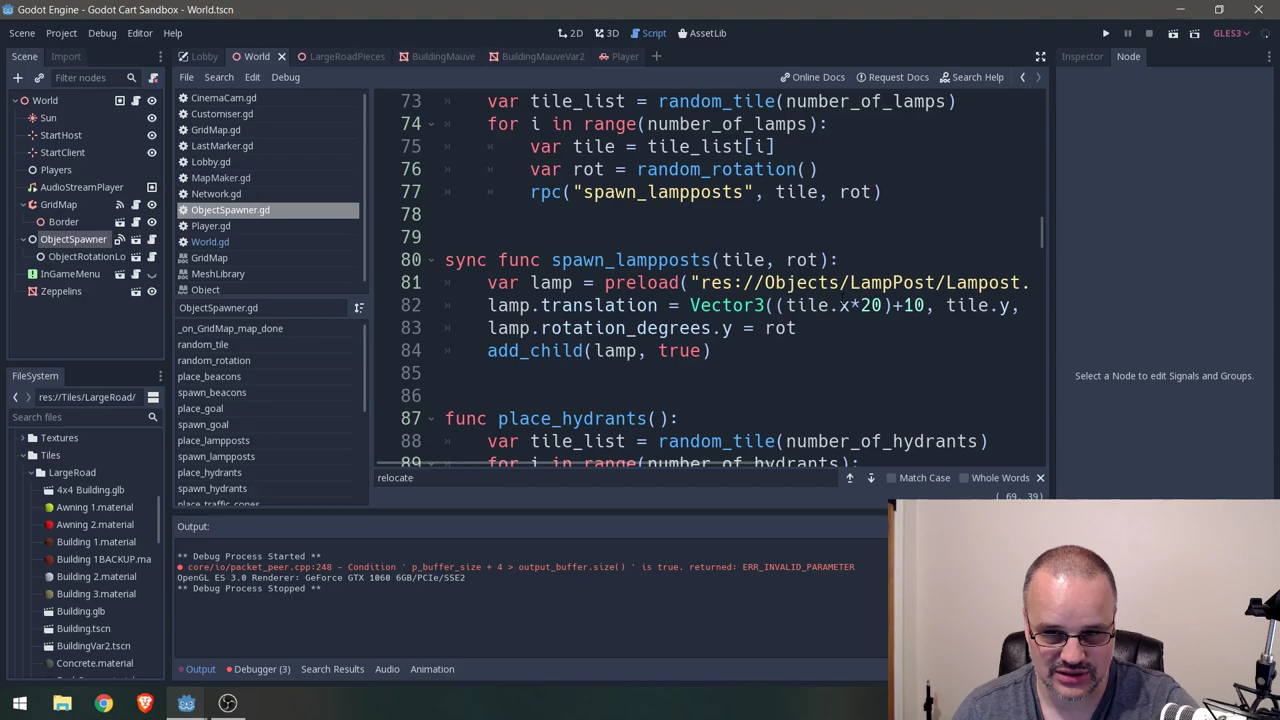 Godot Engine - Godot Cart Sandbox - World.tscn
Scene Project Debug Editor Help
2D 3D Script AssetLib
GLES3
Scene Import
Lobby World LargeRoadPieces BuildingMauve BuildingMauveVar2 Player
Inspector Node
Filter nodes
File Search Edit Debug
Online Docs Request Docs Search Help
World
Sun
StartHost
StartClient
Players
AudioStreamPlayer
GridMap
Border
ObjectSpawner
ObjectRotationLo
InGameMenu
Zeppelins
CinemaCam.gd
Customiser.gd
GridMap.gd
LastMarker.gd
Lobby.gd
MapMaker.gd
Network.gd
ObjectSpawner.gd
Player.gd
World.gd
GridMap
MeshLibrary
Object
ObjectSpawner.gd
_on_GridMap_map_done
random_tile
random_rotation
place_beacons
spawn_beacons
place_goal
spawn_goal
place_lampposts
spawn_lampposts
place_hydrants
spawn_hydrants
place_traffic_cones
73 var tile_list = random_tile(number_of_lamps)
74 for i in range(number_of_lamps):
75 var tile = tile_list[i]
76 var rot = random_rotation()
77 rpc("spawn_lampposts", tile, rot)
78
79
80 sync func spawn_lampposts(tile, rot):
81 var lamp = preload("res://Objects/LampPost/Lampost.
82 lamp.translation = Vector3((tile.x*20)+10, tile.y,
83 lamp.rotation_degrees.y = rot
84 add_child(lamp, true)
85
86
87 func place_hydrants():
88 var tile_list = random_tile(number_of_hydrants)
89 for i in range(number_of_hydrants):
relocate
Match Case Whole Words
( 69, 39)
Select a Node to edit Signals and Groups.
FileSystem
res://Tiles/LargeRoad/
Search files
Textures
Tiles
LargeRoad
4x4 Building.glb
Awning 1.material
Awning 2.material
Building 1.material
Building 1BACKUP.ma
Building 2.material
Building 3.material
Building.glb
Building.tscn
BuildingVar2.tscn
Concrete.material
Output:
** Debug Process Started **
core/io/packet_peer.cpp:248 - Condition ' p_buffer_size + 4 > output_buffer.size() ' is true. returned: ERR_INVALID_PARAMETER
OpenGL ES 3.0 Renderer: GeForce GTX 1060 6GB/PCIe/SSE2
** Debug Process Stopped **
Output Debugger (3) Search Results Audio Animation